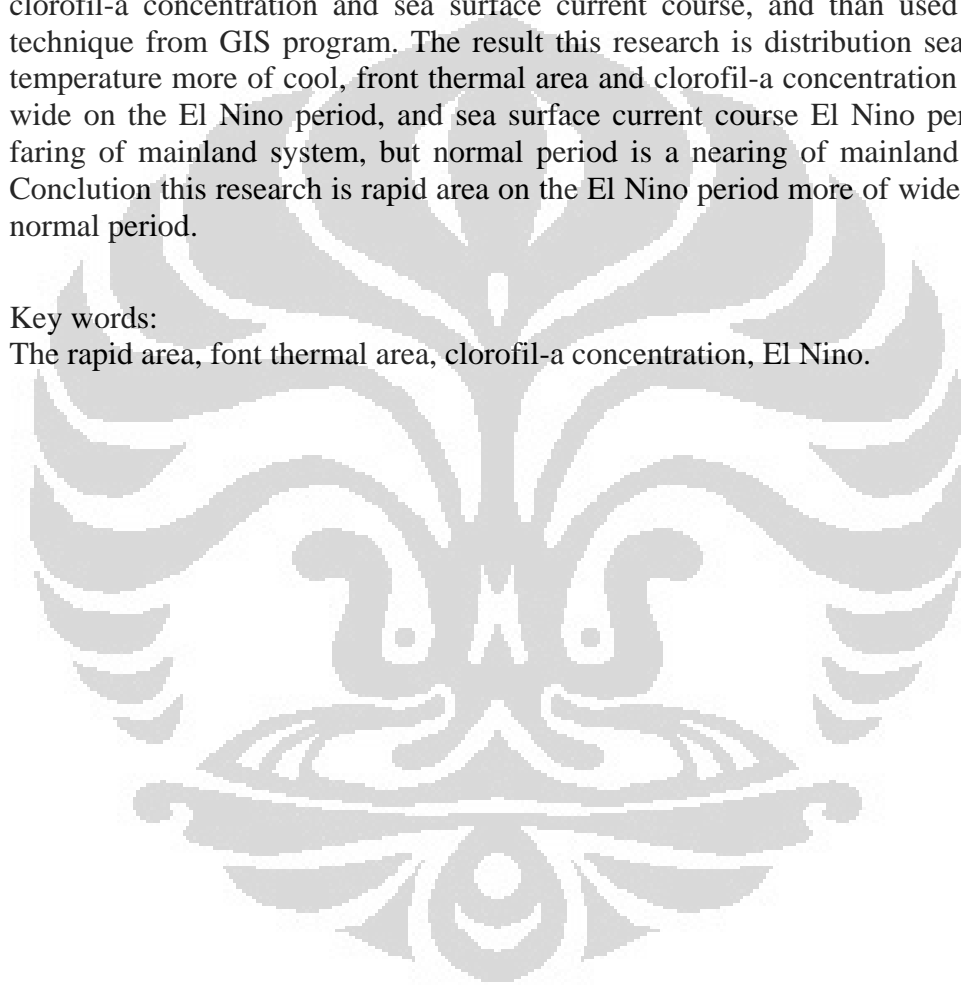 clorofil-a concentration and sea surface current course, and than used
technique from GIS program. The result this research is distribution sea
temperature more of cool, front thermal area and clorofil-a concentration
wide on the El Nino period, and sea surface current course El Nino per
faring of mainland system, but normal period is a nearing of mainland
Conclution this research is rapid area on the El Nino period more of wide
normal period.
Key words:
The rapid area, font thermal area, clorofil-a concentration, El Nino.